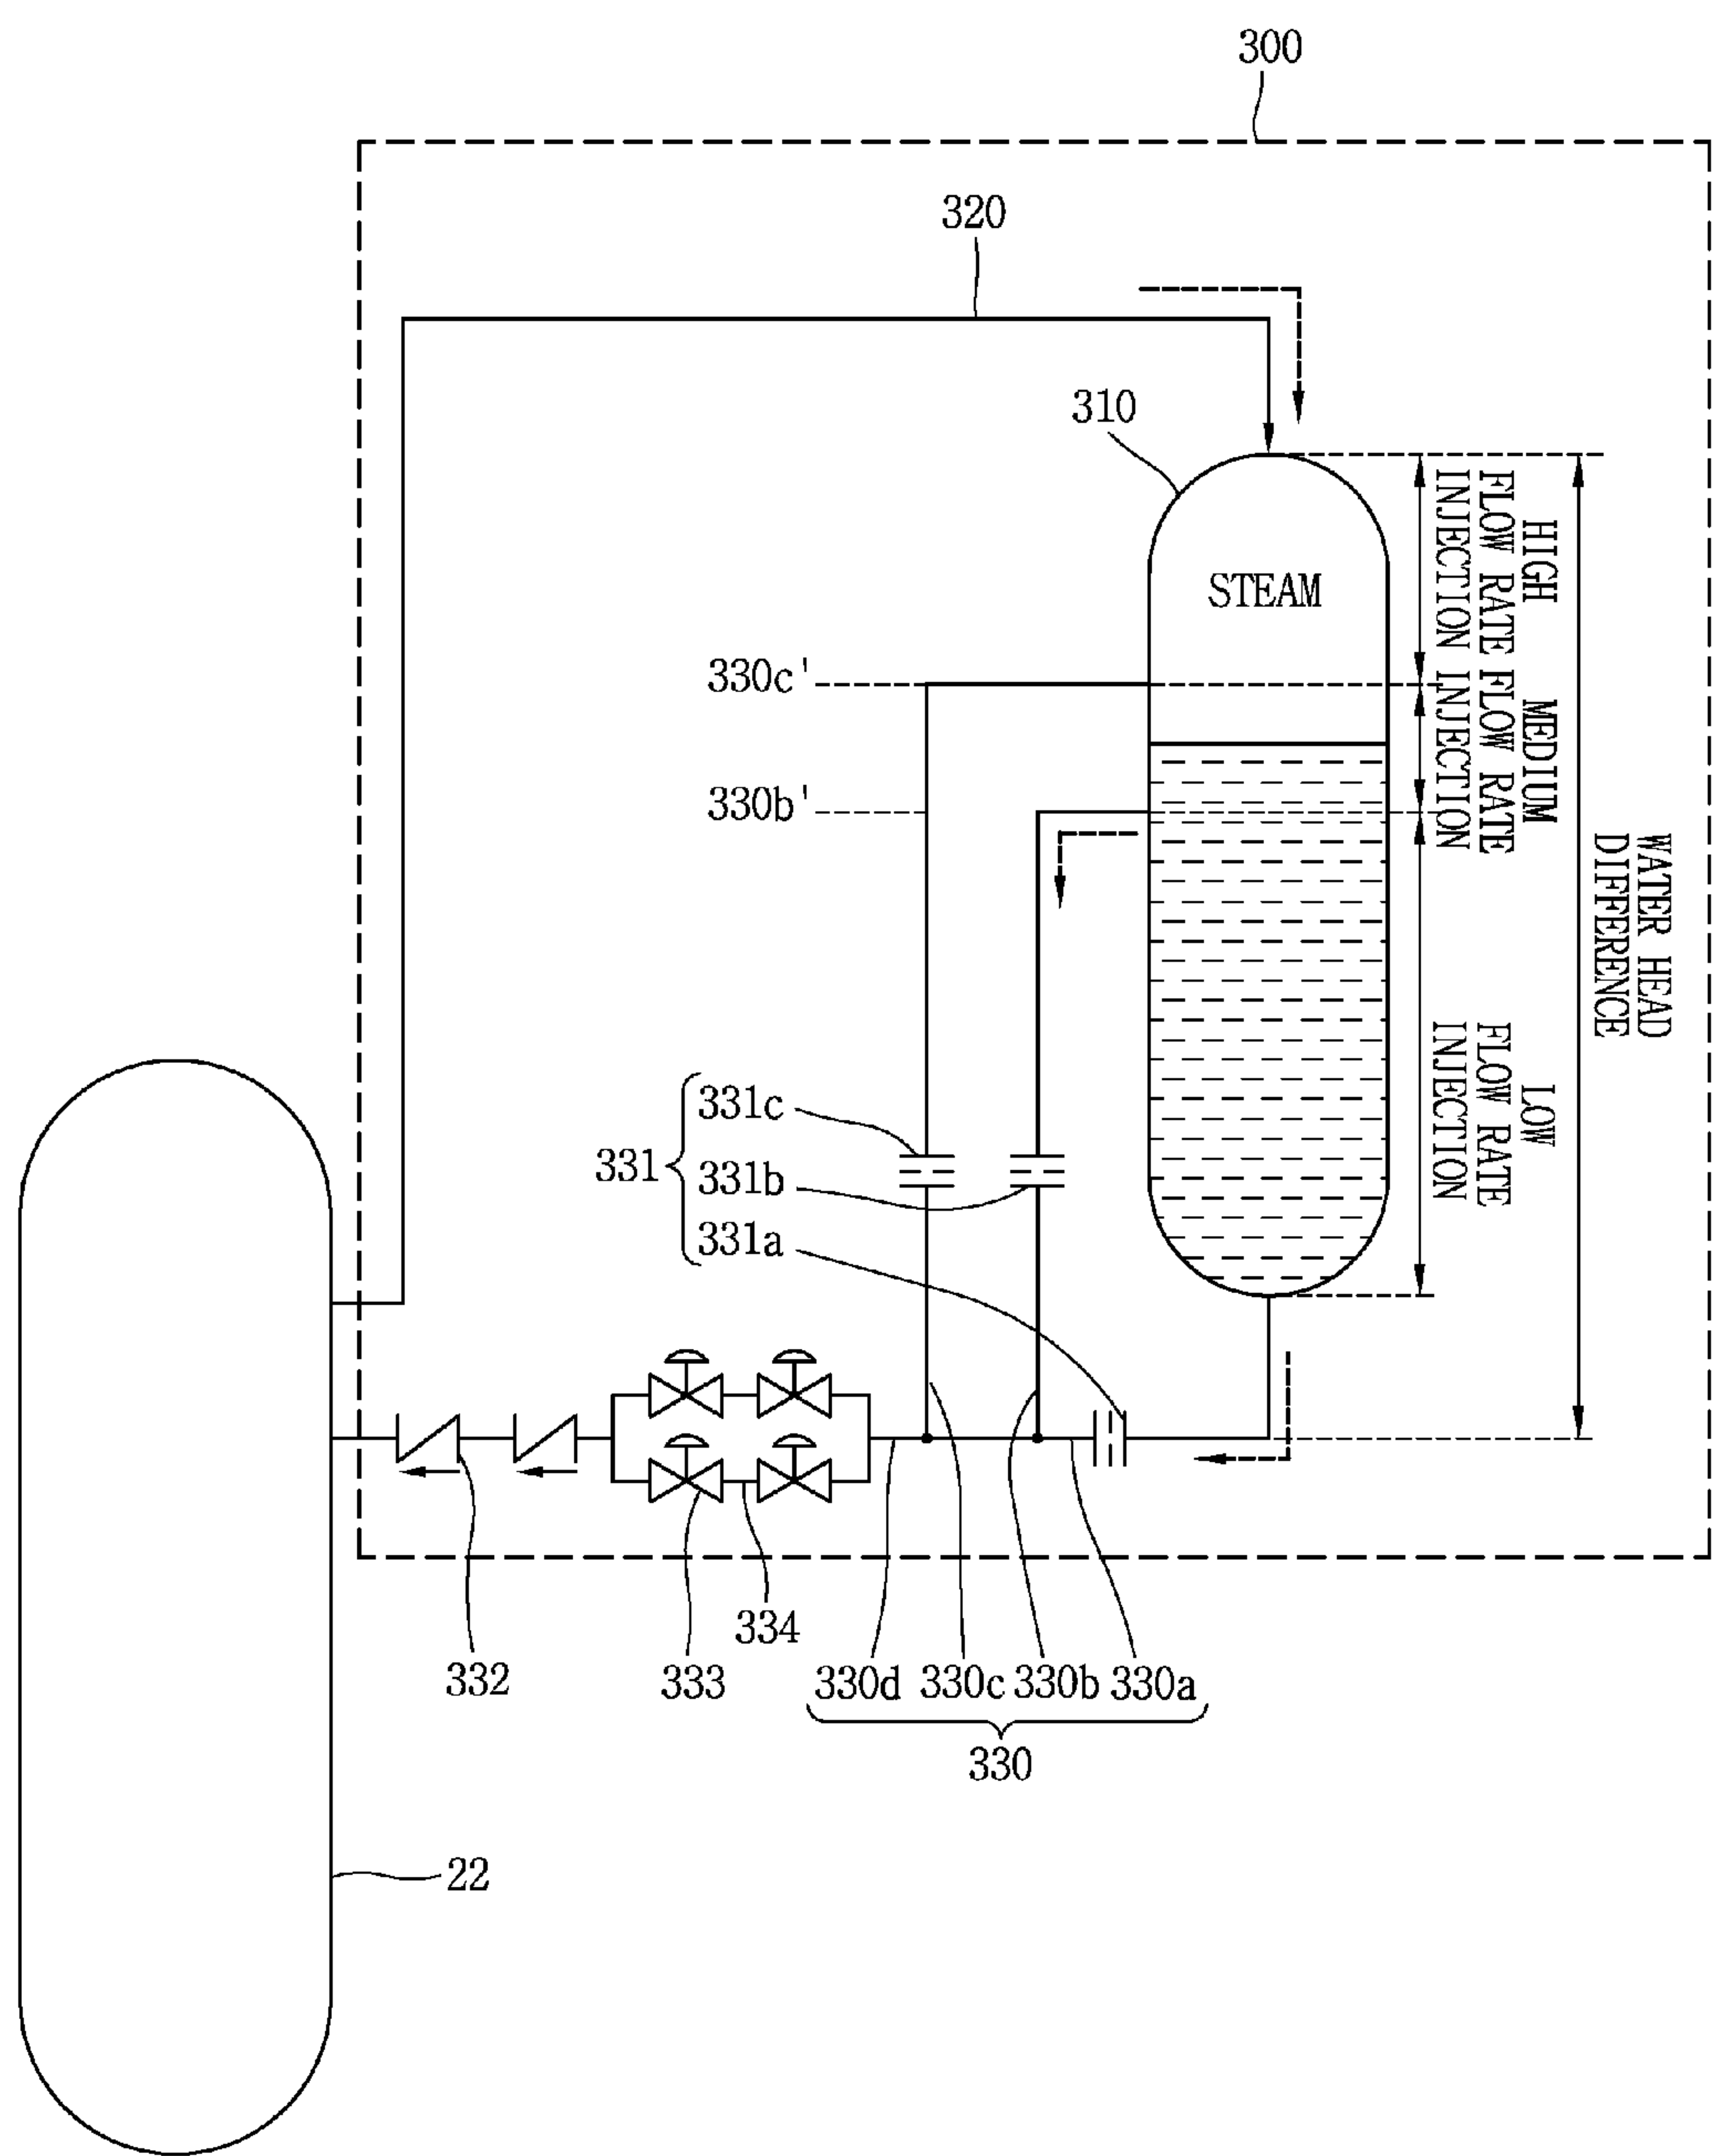 300
320
310
STEAM
HIGH
FLOW RATE
INJECTION
330c'
MEDIUM
FLOW RATE
INJECTION
330b'
WATER HEAD
DIFFERENCE
LOW
FLOW RATE
INJECTION
331c
331
331b
331a
334
332
333
330d
330c
330b
330a
330
22